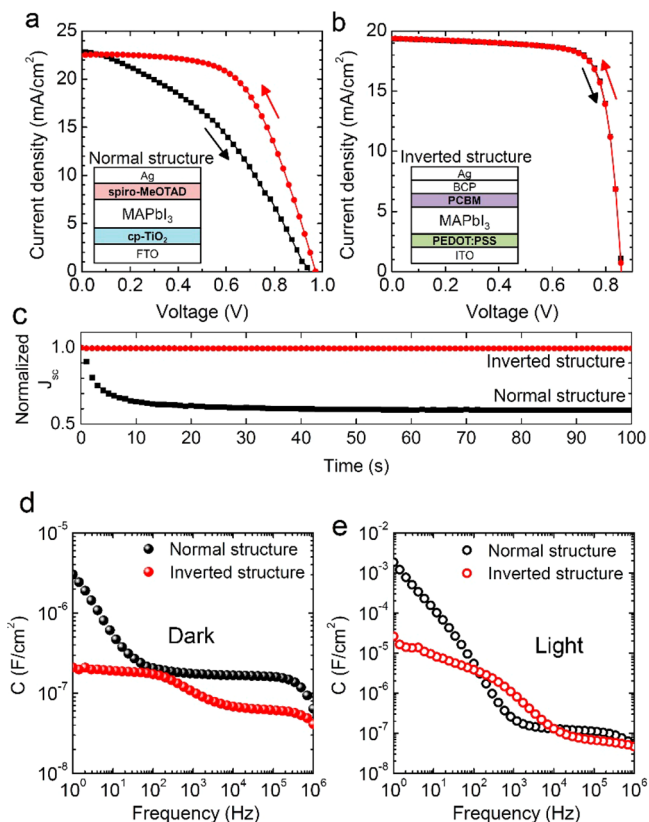 a
25
20
15
10
5
0
Current density (mA/cm²)
0.0 0.2 0.4 0.6 0.8 1.0
Voltage (V)
Normal structure
Ag
spiro-MeOTAD
MAPbI₃
cp-TiO₂
FTO
b
20
15
10
5
0
Current density (mA/cm²)
0.0 0.2 0.4 0.6 0.8
Voltage (V)
Inverted structure
Ag
BCP
PCBM
MAPbI₃
PEDOT:PSS
ITO
c
Normalized
J_sc
1.0
0.5
Inverted structure
Normal structure
0 10 20 30 40 50 60 70 80 90 100
Time (s)
d
10⁻⁵
10⁻⁶
10⁻⁷
10⁻⁸
C (F/cm²)
Normal structure
Inverted structure
Dark
10⁰ 10¹ 10² 10³ 10⁴ 10⁵ 10⁶
Frequency (Hz)
e
10⁻²
10⁻³
10⁻⁴
10⁻⁵
10⁻⁶
10⁻⁷
10⁻⁸
C (F/cm²)
Normal structure
Inverted structure
Light
10⁰ 10¹ 10² 10³ 10⁴ 10⁵ 10⁶
Frequency (Hz)